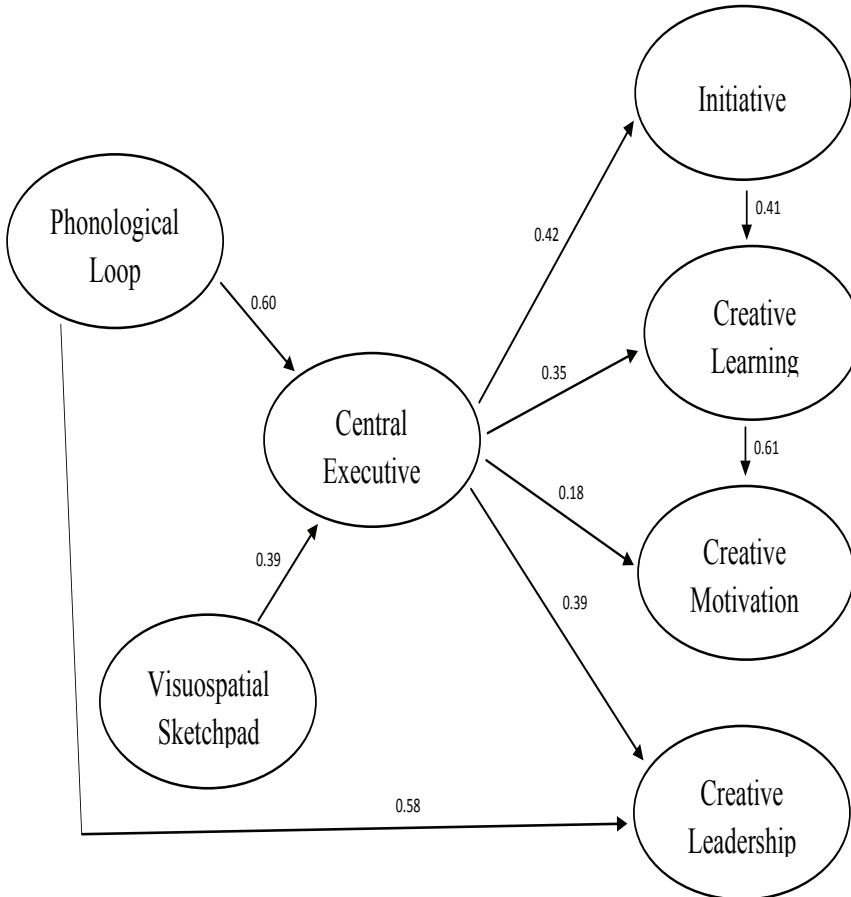 Initiative
0.41
Phonological
Loop
0.42
0.60
Creative
Learning
0.35
Central
Executive
0.61
0.18
Creative
Motivation
0.39
0.39
Visuospatial
Sketchpad
0.58
Creative
Leadership